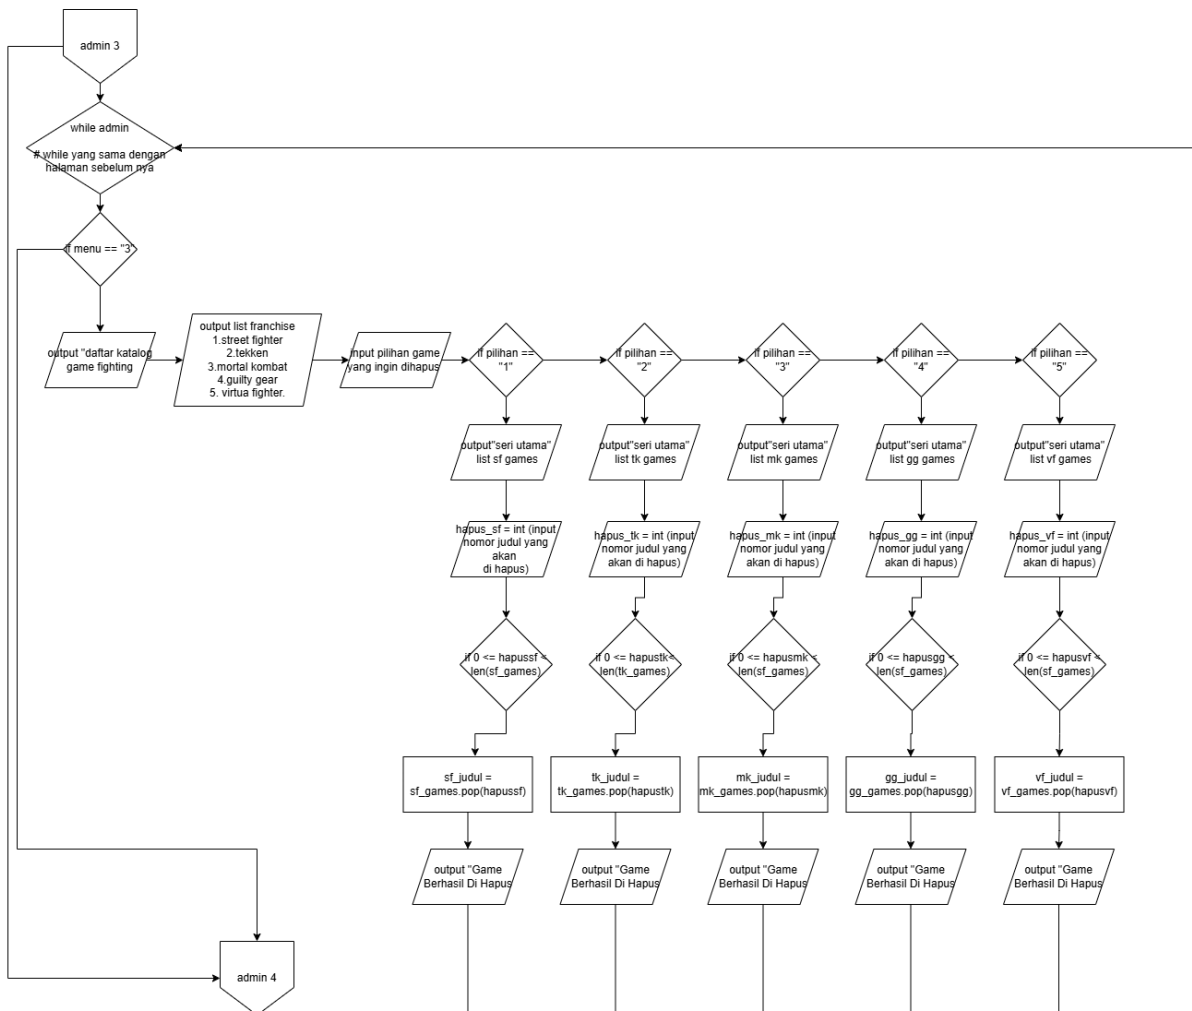 admin 3
while admin
# while yang sama dengan
halaman sebelum nya
if menu == "3"
output "daftar katalog
game fighting
output list franchise
1.street fighter
2.tekken
3.mortal kombat
4.guilty gear
5. virtua fighter.
input pilihan game
yang ingin dihapus
if pilihan ==
"1"
if pilihan ==
"2"
if pilihan ==
"3"
if pilihan ==
"4"
if pilihan ==
"5"
output"seri utama"
list sf games
output"seri utama"
list tk games
output"seri utama"
list mk games
output"seri utama"
list gg games
output"seri utama"
list vf games
hapus_sf = int (input
nomor judul yang
akan
di hapus)
hapus_tk = int (input
nomor judul yang
akan di hapus)
hapus_mk = int (input
nomor judul yang
akan di hapus)
hapus_gg = int (input
nomor judul yang
akan di hapus)
hapus_vf = int (input
nomor judul yang
akan di hapus)
if 0 <= hapussf <
len(sf_games)
if 0 <= hapustk<
len(tk_games)
if 0 <= hapusmk <
len(sf_games)
if 0 <= hapusgg <
len(sf_games)
if 0 <= hapusvf <
len(sf_games)
sf_judul =
sf_games.pop(hapussf)
tk_judul =
tk_games.pop(hapustk)
mk_judul =
mk_games.pop(hapusmk)
gg_judul =
gg_games.pop(hapusgg)
vf_judul =
vf_games.pop(hapusvf)
output "Game
Berhasil Di Hapus
output "Game
Berhasil Di Hapus
output "Game
Berhasil Di Hapus
output "Game
Berhasil Di Hapus
output "Game
Berhasil Di Hapus
admin 4